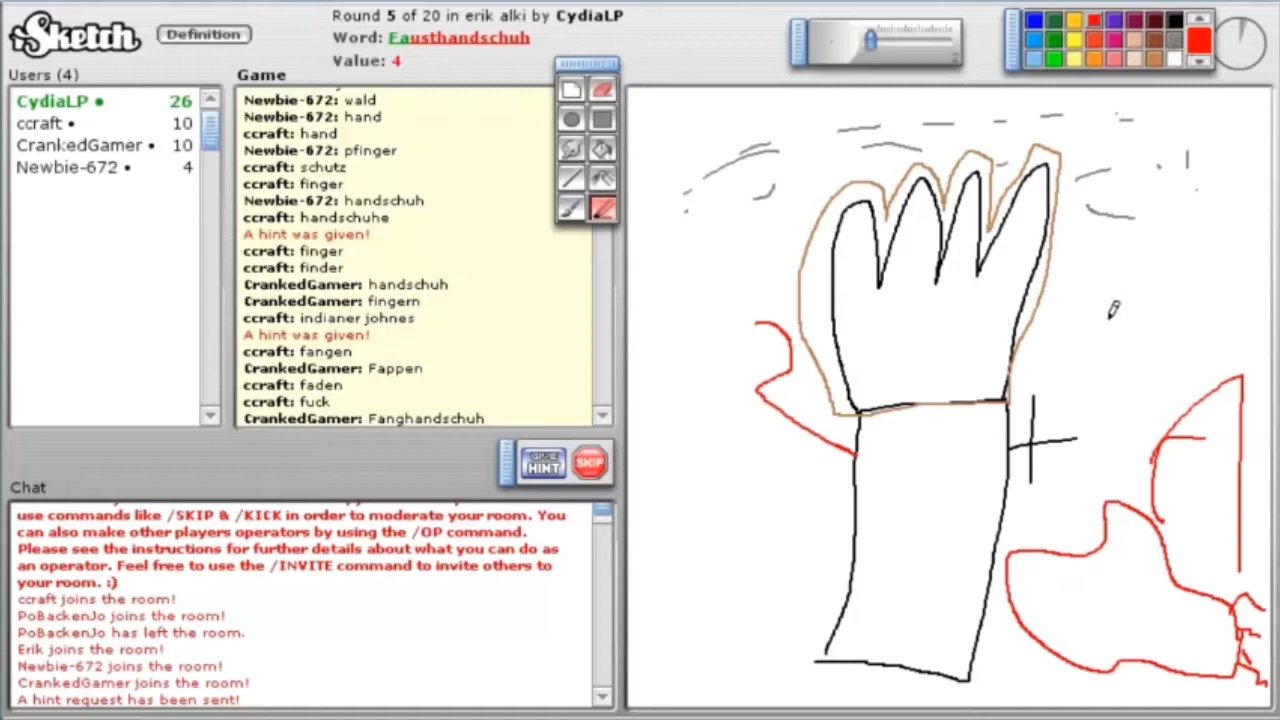 iSketch
Definition
Round 5 of 20 in erik alki by CydiaLP
Word: Fausthandschuh
Value: 4
2
Users (4)
CydiaLP • 26
ccraft • 10
CrankedGamer • 10
Newbie-672 • 4
Game
Newbie-672: wald
Newbie-672: hand
ccraft: hand
Newbie-672: pfinger
ccraft: schutz
ccraft: finger
Newbie-672: handschuh
ccraft: handschuhe
A hint was given!
ccraft: finger
ccraft: finder
CrankedGamer: handschuh
CrankedGamer: fingern
ccraft: indianer johnes
A hint was given!
ccraft: fangen
CrankedGamer: Fappen
ccraft: faden
ccraft: fuck
CrankedGamer: Fanghandschuh
GIVE HINT
SKIP
Chat
use commands like /SKIP & /KICK in order to moderate your room. You
can also make other players operators by using the /OP command.
Please see the instructions for further details about what you can do as
an operator. Feel free to use the /INVITE command to invite others to
your room. :)
ccraft joins the room!
PoBackenJo joins the room!
PoBackenJo has left the room.
Erik joins the room!
Newbie-672 joins the room!
CrankedGamer joins the room!
A hint request has been sent!